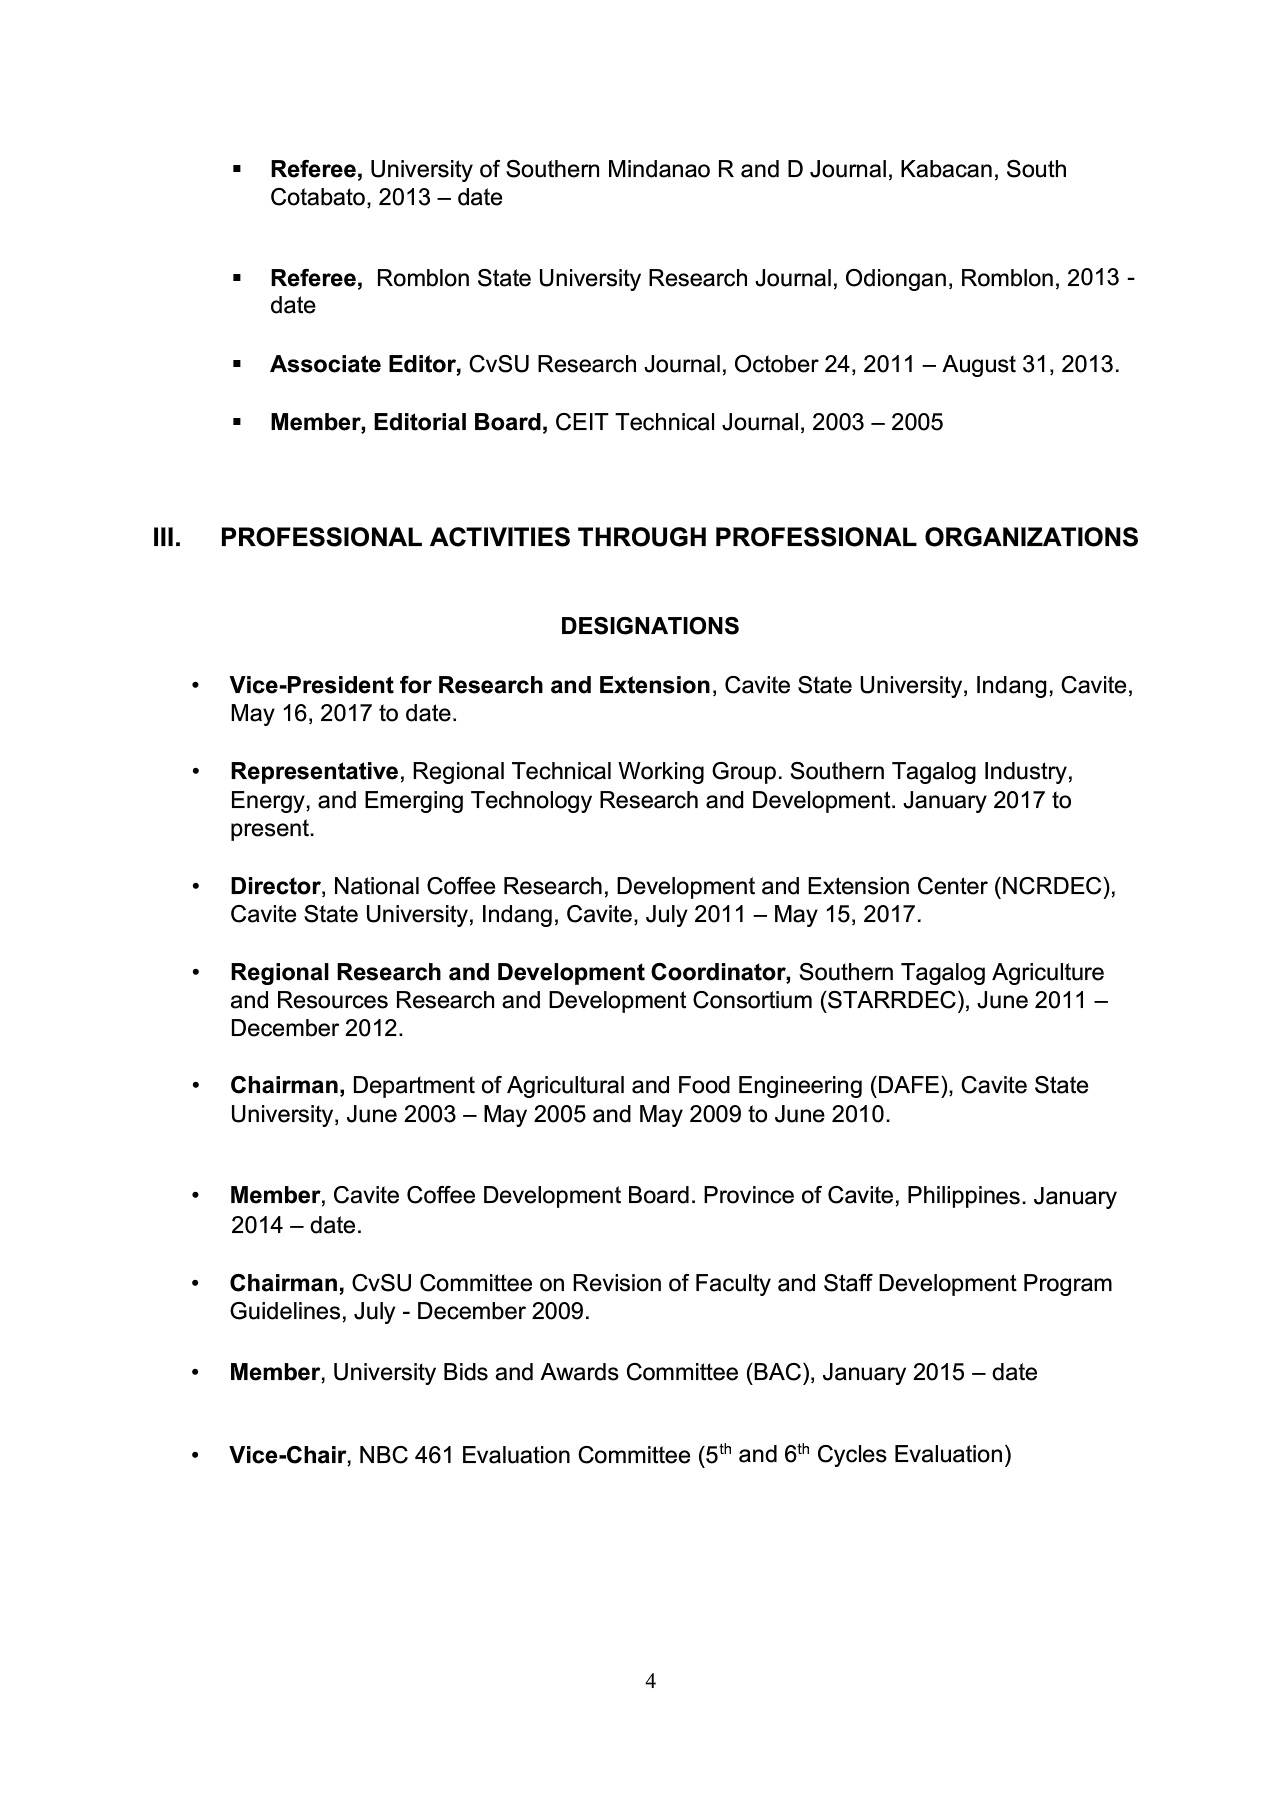 ▪ Referee, University of Southern Mindanao R and D Journal, Kabacan, South
Cotabato, 2013 – date
▪ Referee,  Romblon State University Research Journal, Odiongan, Romblon, 2013 -
date
▪ Associate Editor, CvSU Research Journal, October 24, 2011 – August 31, 2013.
▪ Member, Editorial Board, CEIT Technical Journal, 2003 – 2005
III. PROFESSIONAL ACTIVITIES THROUGH PROFESSIONAL ORGANIZATIONS
DESIGNATIONS
• Vice-President for Research and Extension, Cavite State University, Indang, Cavite,
May 16, 2017 to date.
• Representative, Regional Technical Working Group. Southern Tagalog Industry,
Energy, and Emerging Technology Research and Development. January 2017 to
present.
• Director, National Coffee Research, Development and Extension Center (NCRDEC),
Cavite State University, Indang, Cavite, July 2011 – May 15, 2017.
• Regional Research and Development Coordinator, Southern Tagalog Agriculture
and Resources Research and Development Consortium (STARRDEC), June 2011 –
December 2012.
• Chairman, Department of Agricultural and Food Engineering (DAFE), Cavite State
University, June 2003 – May 2005 and May 2009 to June 2010.
• Member, Cavite Coffee Development Board. Province of Cavite, Philippines. January
2014 – date.
• Chairman, CvSU Committee on Revision of Faculty and Staff Development Program
Guidelines, July - December 2009.
• Member, University Bids and Awards Committee (BAC), January 2015 – date
• Vice-Chair, NBC 461 Evaluation Committee (5th and 6th Cycles Evaluation)
4